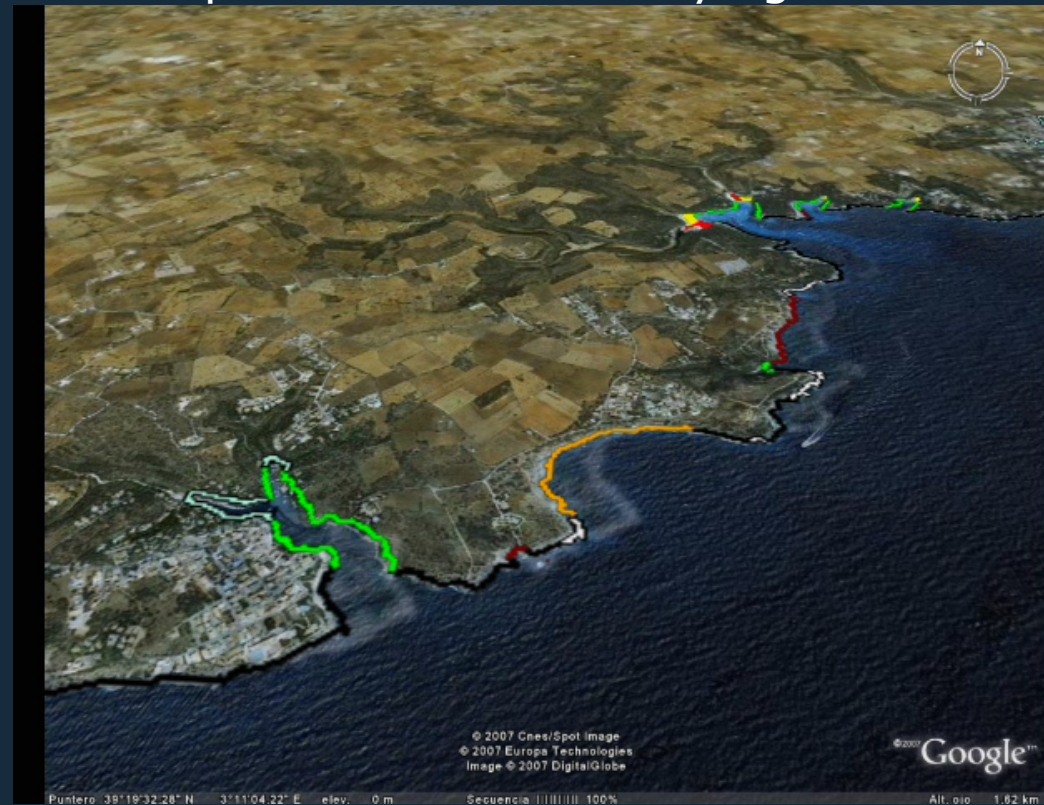 N
© 2007 Cnes/Spot Image
© 2007 Europa Technologies
Image © 2007 DigitalGlobe
©2007 Google™
Puntero 39°19'32.28" N 3°11'04.22" E elev. 0 m Secuencia |||||||||| 100% Alt. ojo 1.62 km